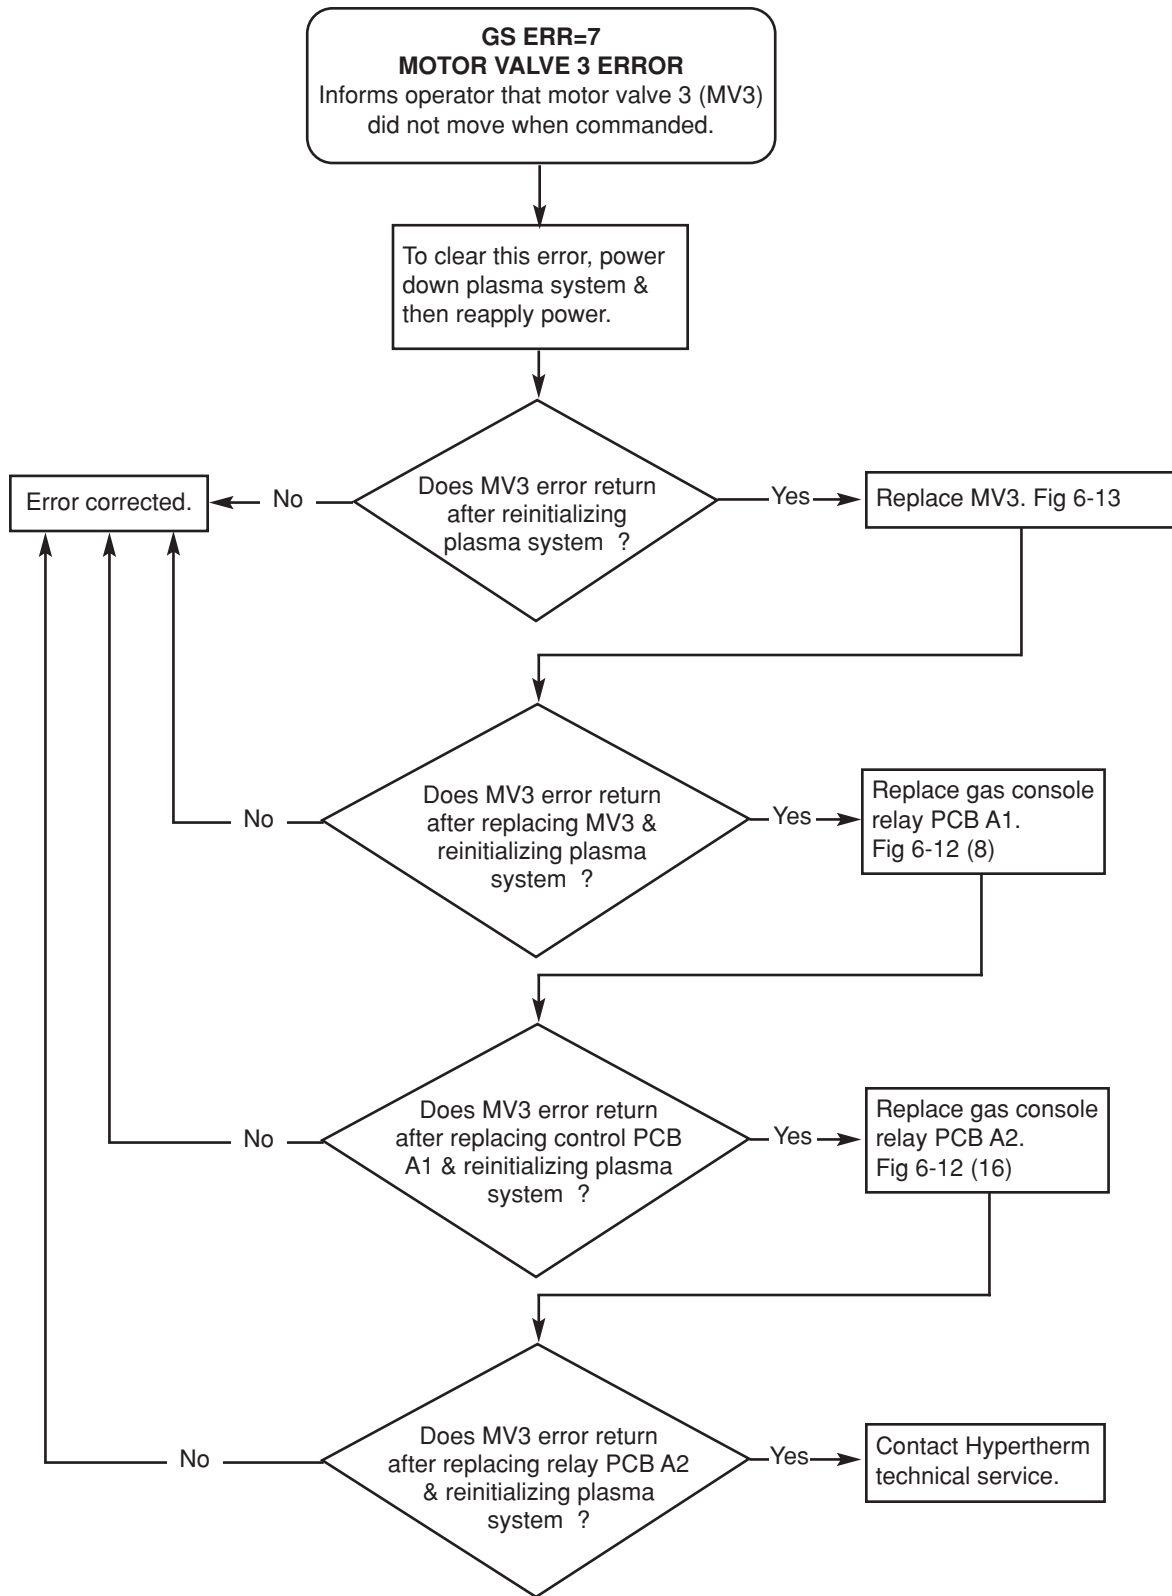 GS ERR=7
MOTOR VALVE 3 ERROR
Informs operator that motor valve 3 (MV3)
did not move when commanded.
To clear this error, power
down plasma system &
then reapply power.
Error corrected.
No
Does MV3 error return
after reinitializing
plasma system ?
Yes
Replace MV3. Fig 6-13
No
Does MV3 error return
after replacing MV3 &
reinitializing plasma
system ?
Yes
Replace gas console
relay PCB A1.
Fig 6-12 (8)
No
Does MV3 error return
after replacing control PCB
A1 & reinitializing plasma
system ?
Yes
Replace gas console
relay PCB A2.
Fig 6-12 (16)
No
Does MV3 error return
after replacing relay PCB A2
& reinitializing plasma
system ?
Yes
Contact Hypertherm
technical service.